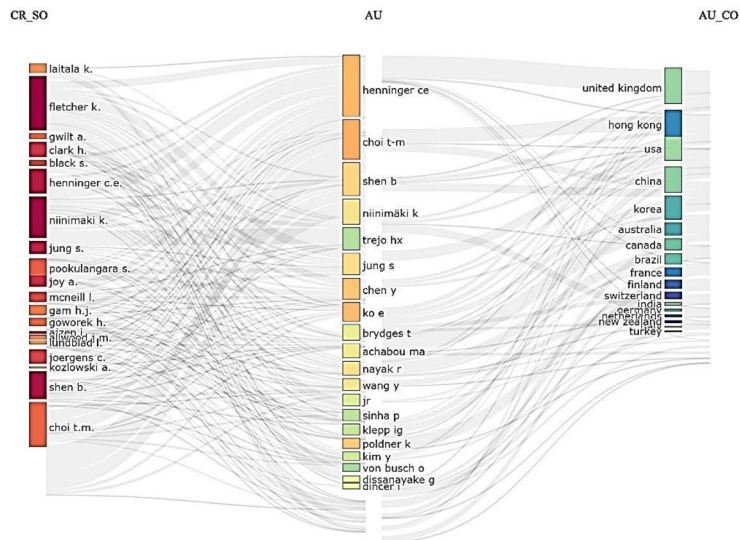 CR_SO
AU
AU_CO
laitala k.
fletcher k.
gwilt a.
clark h.
black s.
henninger c.e.
niinimaki k.
jung s.
pookulangara s.
joy a.
mcneill l.
gam h.j.
goworek h.
joergens c.
kozlowski a.
shen b.
choi t.m.
henninger ce
choi t-m
shen b
niinimäki k
trejo hx
jung s
chen y
ko e
brydges t
achabou ma
nayak r
wang y
jr
sinha p
klepp ig
poldner k
kim y
von busch o
dissanayake g
dincer i
united kingdom
hong kong
usa
china
korea
australia
canada
brazil
france
finland
switzerland
india
germany
netherlands
new zealand
turkey